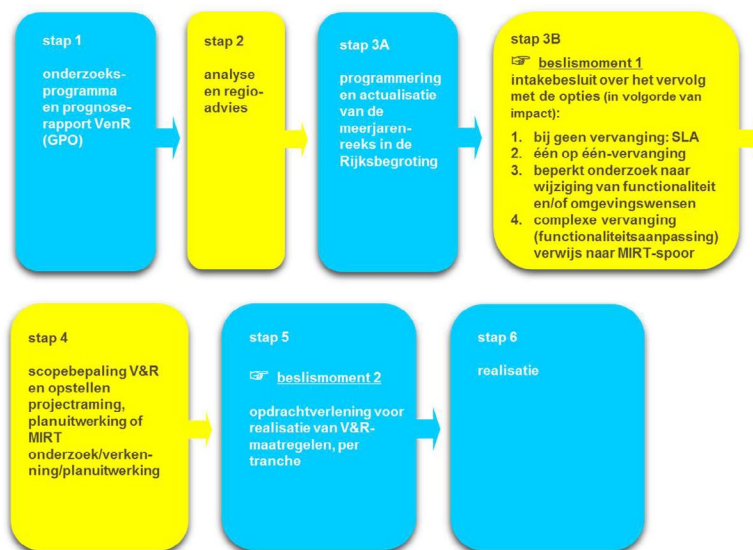 stap 1
onderzoeks-
programma
en prognose-
rapport VenR
(GPO)
stap 2
analyse
en regio-
advies
stap 3A
programmering
en actualisatie
van de
meerjaren-
reeks in de
Rijksbegroting
stap 3B
☞ beslismoment 1
intakebesluit over het vervolg
met de opties (in volgorde van
impact):
1. bij geen vervanging: SLA
2. één op één-vervanging
3. beperkt onderzoek naar
wijziging van functionaliteit
en/of omgevingswensen
4. complexe vervanging
(functionaliteitsaanpassing)
verwijs naar MIRT-spoor
stap 4
scopebepaling V&R
en opstellen
projectraming,
planuitwerking of
MIRT
onderzoek/verken-
ning/planuitwerking
stap 5
☞ beslismoment 2
opdrachtverlening voor
realisatie van V&R-
maatregelen, per
tranche
stap 6
realisatie